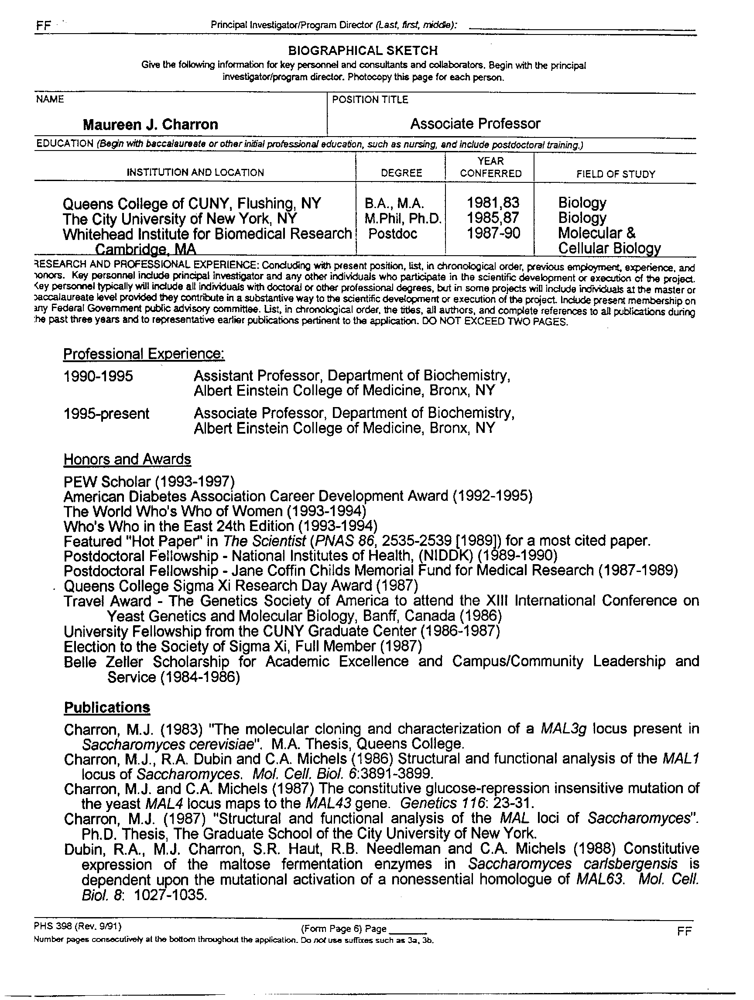 FF
Principal Investigator/Program Director (Last, first, middle):
BIOGRAPHICAL SKETCH
Give the following information for key personnel and consultants and collaborators. Begin with the principal
investigator/program director. Photocopy this page for each person.
NAME
POSITION TITLE
Maureen J. Charron
Associate Professor
EDUCATION (Begin with baccalaureate or other initial professional education, such as nursing, and include postdoctoral training.)
INSTITUTION AND LOCATION DEGREE YEAR CONFERRED FIELD OF STUDY
Queens College of CUNY, Flushing, NY B.A., M.A. 1981,83 Biology
The City University of New York, NY M.Phil, Ph.D. 1985,87 Biology
Whitehead Institute for Biomedical Research Postdoc 1987-90 Molecular &
Cambridge, MA Cellular Biology
RESEARCH AND PROFESSIONAL EXPERIENCE: Concluding with present position, list, in chronological order, previous employment, experience, and
honors. Key personnel include principal investigator and any other individuals who participate in the scientific development or execution of the project.
Key personnel typically will include all individuals with doctoral or other professional degrees, but in some projects will include individuals at the master or
baccalaureate level provided they contribute in a substantive way to the scientific development or execution of the project. Include present membership on
any Federal Government public advisory committee. List, in chronological order, the titles, all authors, and complete references to all publications during
the past three years and to representative earlier publications pertinent to the application. DO NOT EXCEED TWO PAGES.
Professional Experience:
1990-1995 Assistant Professor, Department of Biochemistry,
Albert Einstein College of Medicine, Bronx, NY
1995-present Associate Professor, Department of Biochemistry,
Albert Einstein College of Medicine, Bronx, NY
Honors and Awards
PEW Scholar (1993-1997)
American Diabetes Association Career Development Award (1992-1995)
The World Who's Who of Women (1993-1994)
Who's Who in the East 24th Edition (1993-1994)
Featured "Hot Paper" in The Scientist (PNAS 86, 2535-2539 [1989]) for a most cited paper.
Postdoctoral Fellowship - National Institutes of Health, (NIDDK) (1989-1990)
Postdoctoral Fellowship - Jane Coffin Childs Memorial Fund for Medical Research (1987-1989)
Queens College Sigma Xi Research Day Award (1987)
Travel Award - The Genetics Society of America to attend the XIII International Conference on
Yeast Genetics and Molecular Biology, Banff, Canada (1986)
University Fellowship from the CUNY Graduate Center (1986-1987)
Election to the Society of Sigma Xi, Full Member (1987)
Belle Zeller Scholarship for Academic Excellence and Campus/Community Leadership and
Service (1984-1986)
Publications
Charron, M.J. (1983) "The molecular cloning and characterization of a MAL3g locus present in
Saccharomyces cerevisiae". M.A. Thesis, Queens College.
Charron, M.J., R.A. Dubin and C.A. Michels (1986) Structural and functional analysis of the MAL1
locus of Saccharomyces. Mol. Cell. Biol. 6:3891-3899.
Charron, M.J. and C.A. Michels (1987) The constitutive glucose-repression insensitive mutation of
the yeast MAL4 locus maps to the MAL43 gene. Genetics 116: 23-31.
Charron, M.J. (1987) "Structural and functional analysis of the MAL loci of Saccharomyces".
Ph.D. Thesis, The Graduate School of the City University of New York.
Dubin, R.A., M.J. Charron, S.R. Haut, R.B. Needleman and C.A. Michels (1988) Constitutive
expression of the maltose fermentation enzymes in Saccharomyces carlsbergensis is
dependent upon the mutational activation of a nonessential homologue of MAL63. Mol. Cell.
Biol. 8: 1027-1035.
PHS 398 (Rev. 9/91) (Form Page 6) Page FF
Number pages consecutively at the bottom throughout the application. Do not use suffixes such as 3a, 3b.